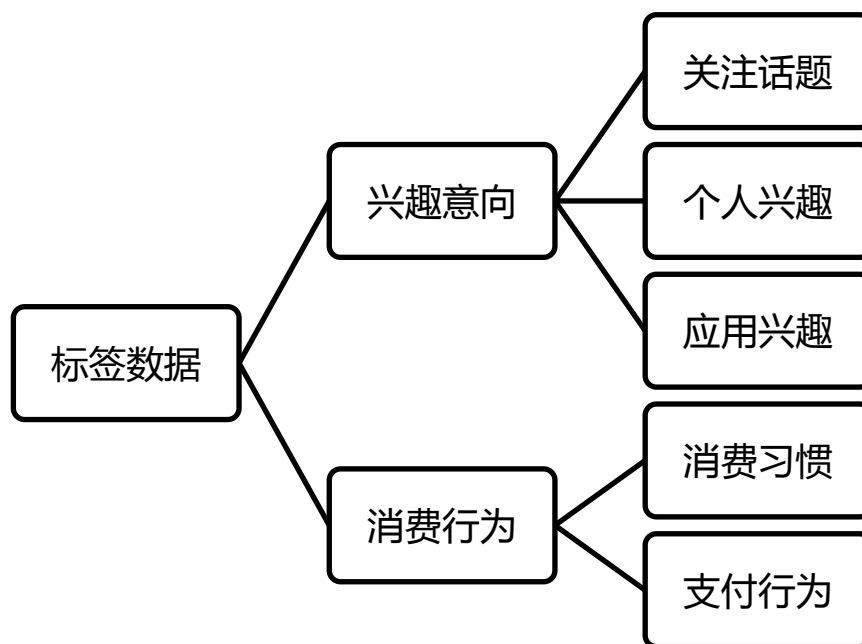 标签数据
兴趣意向
关注话题
个人兴趣
应用兴趣
消费行为
消费习惯
支付行为